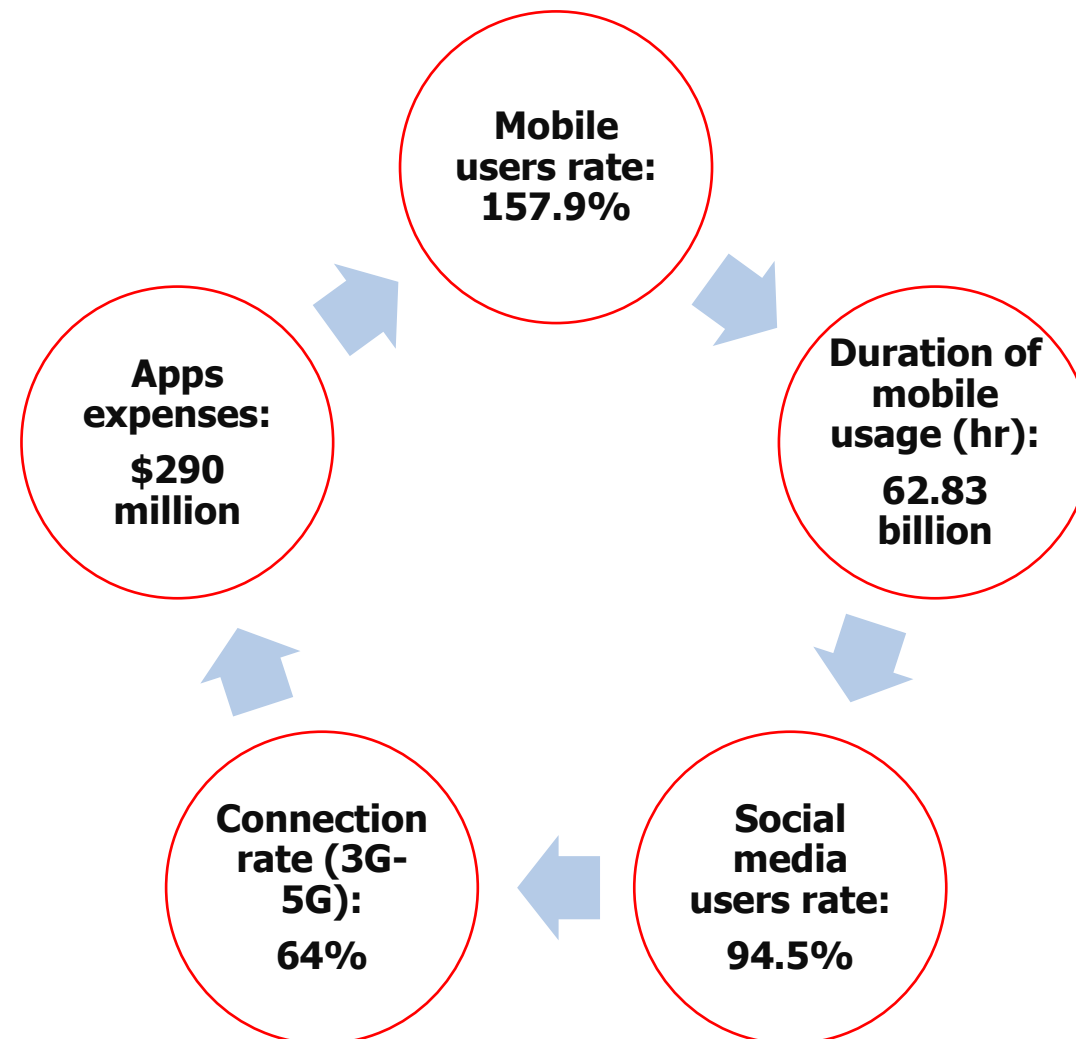 Mobile
users rate:
157.9%
Duration of
mobile
usage (hr):
62.83
billion
Social
media
users rate:
94.5%
Connection
rate (3G-
5G):
64%
Apps
expenses:
$290
million